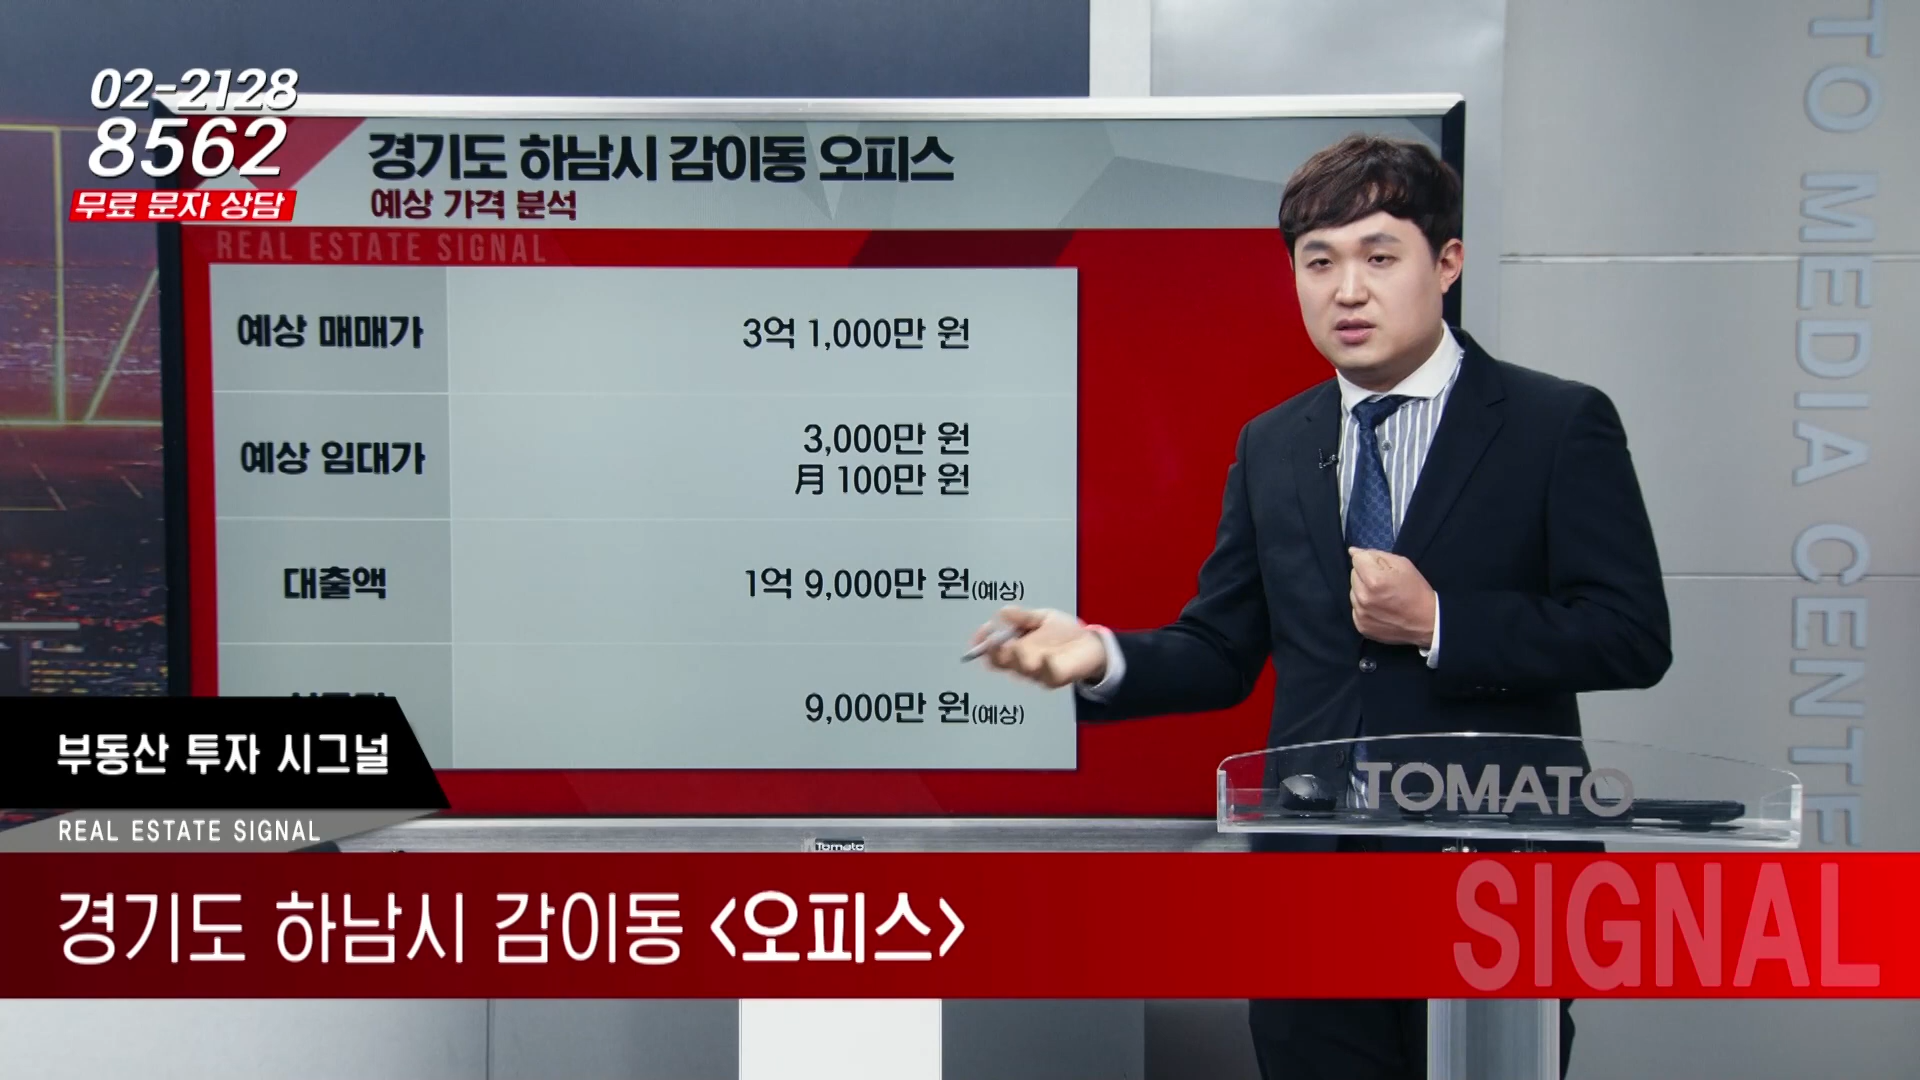 02-2128
8562
무료 문자 상담
경기도 하남시 감이동 오피스
예상 가격 분석
REAL ESTATE SIGNAL
예상 매매가
3억 1,000만 원
예상 임대가
3,000만 원
月 100만 원
대출액
1억 9,000만 원(예상)
9,000만 원(예상)
TOMATO
Tomato
TO MEDIA CENTE
부동산 투자 시그널
REAL ESTATE SIGNAL
경기도 하남시 감이동 <오피스>
SIGNAL